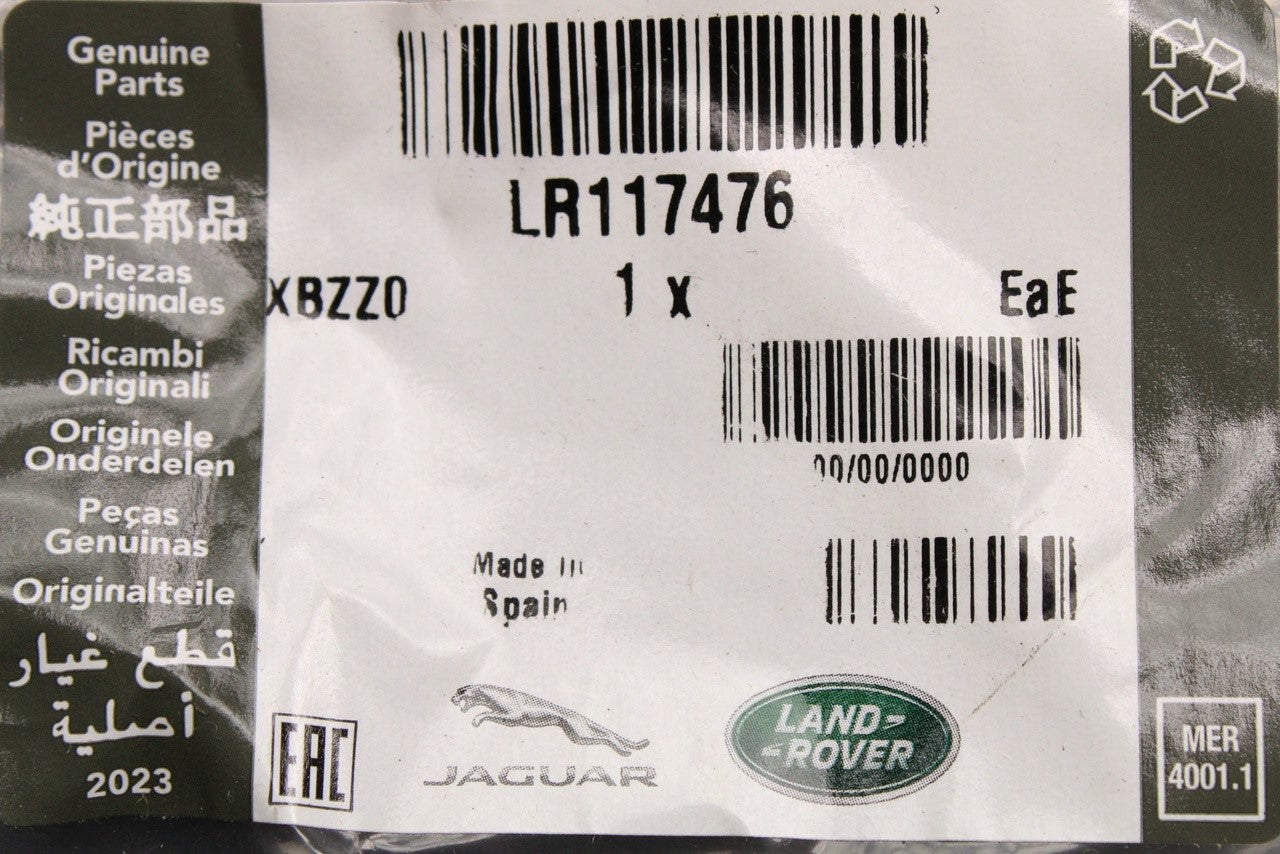 Genuine
Parts
Pièces
d'Origine
純正部品
Piezas
Originales
Ricambi
Originali
Originele
Onderdelen
Peças
Genuinas
Originalteile
قطع غيار
أصلية
2023
LR117476
XBZZ0
1 x
EaE
00/00/0000
Made in
Spain
EAC
JAGUAR
LAND-
-ROVER
MER
4001.1